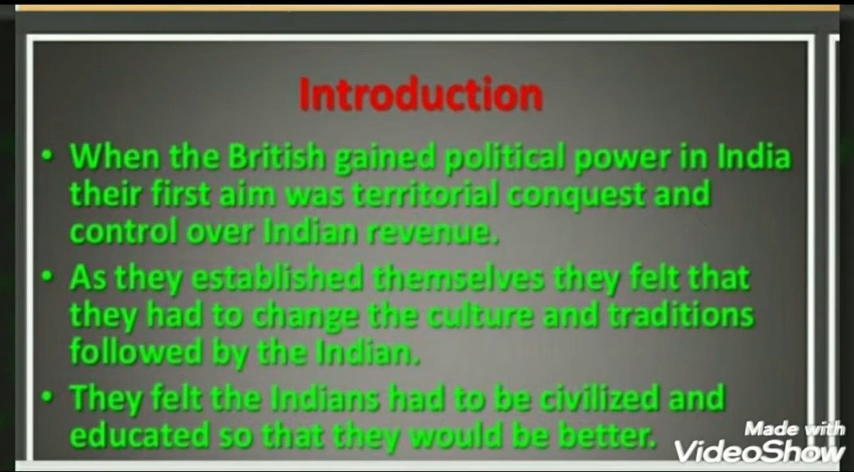 Introduction
• When the British gained political power in India
their first aim was territorial conquest and
control over Indian revenue.
• As they established themselves they felt that
they had to change the culture and traditions
followed by the Indian.
• They felt the Indians had to be civilized and
educated so that they would be better.
Made with
VideoShow